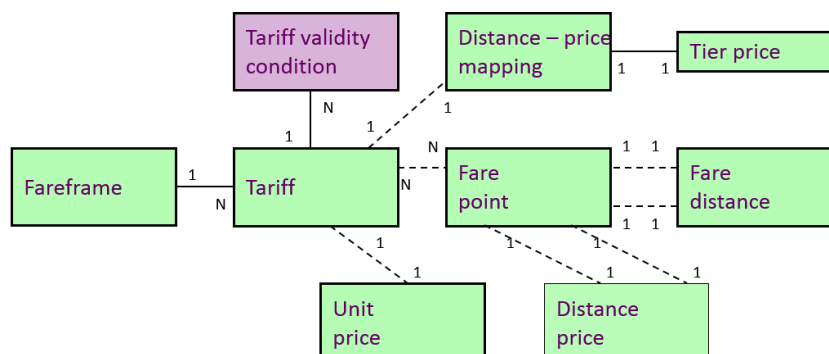 Tariff validity
condition
Distance – price
mapping
Tier price
1
1
N
1
1
1
Fareframe
1
N
Tariff
N
N
Fare
point
1
1
1
1
Fare
distance
1
1
1
1
1
1
Unit
price
Distance
price